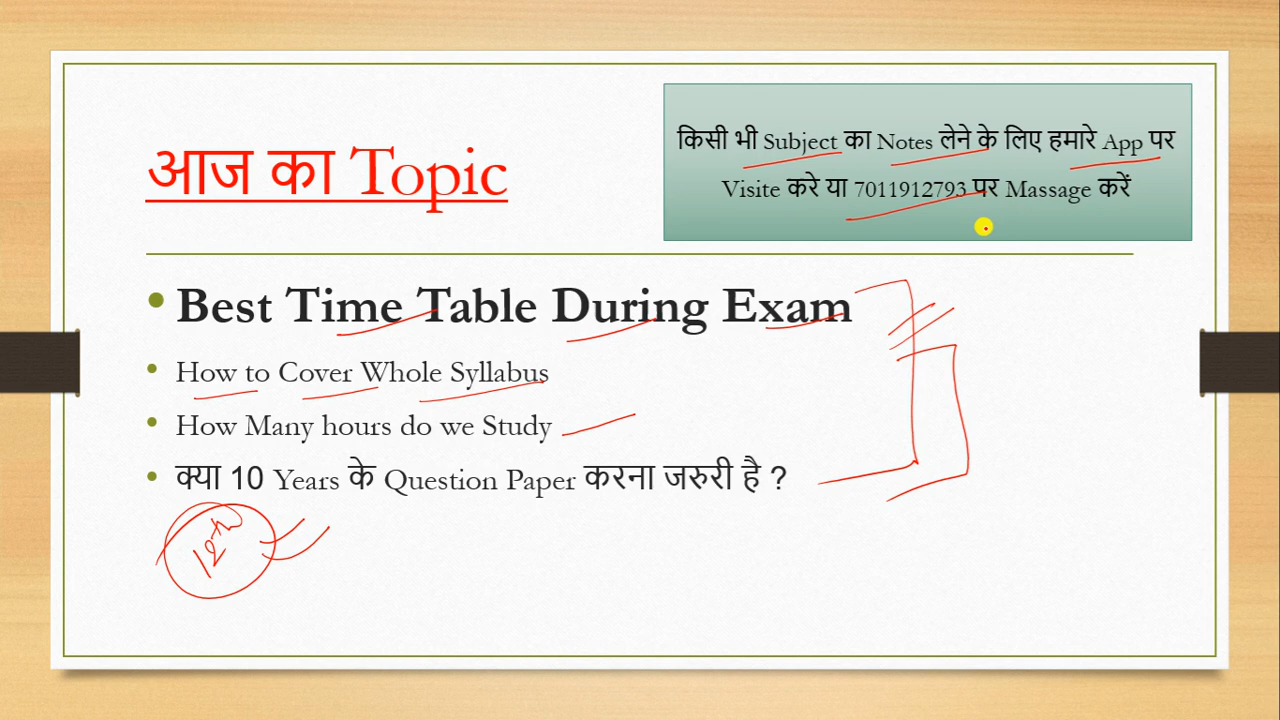 आज का Topic
किसी भी Subject का Notes लेने के लिए हमारे App पर
Visite करे या 7011912793 पर Massage करें
Best Time Table During Exam
How to Cover Whole Syllabus
How Many hours do we Study
क्या 10 Years के Question Paper करना जरुरी है ?
12th